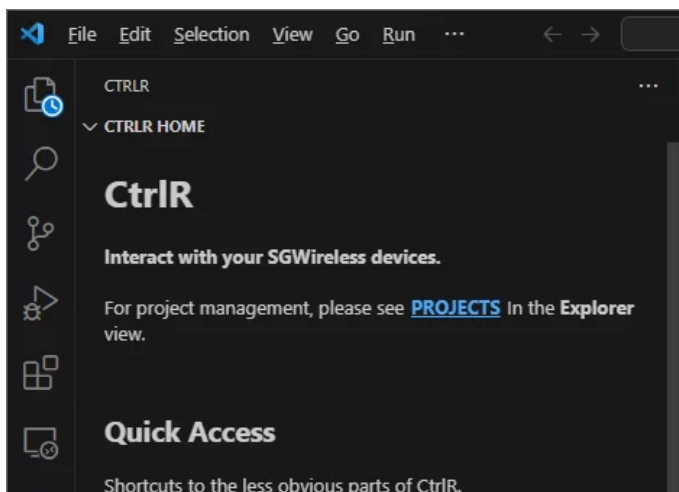 File Edit Selection View Go Run ···
CTRLR ···
CTRLR HOME
CtrlR
Interact with your SGWireless devices.
For project management, please see PROJECTS In the Explorer
view.
Quick Access
Shortcuts to the less obvious parts of CtrlR.